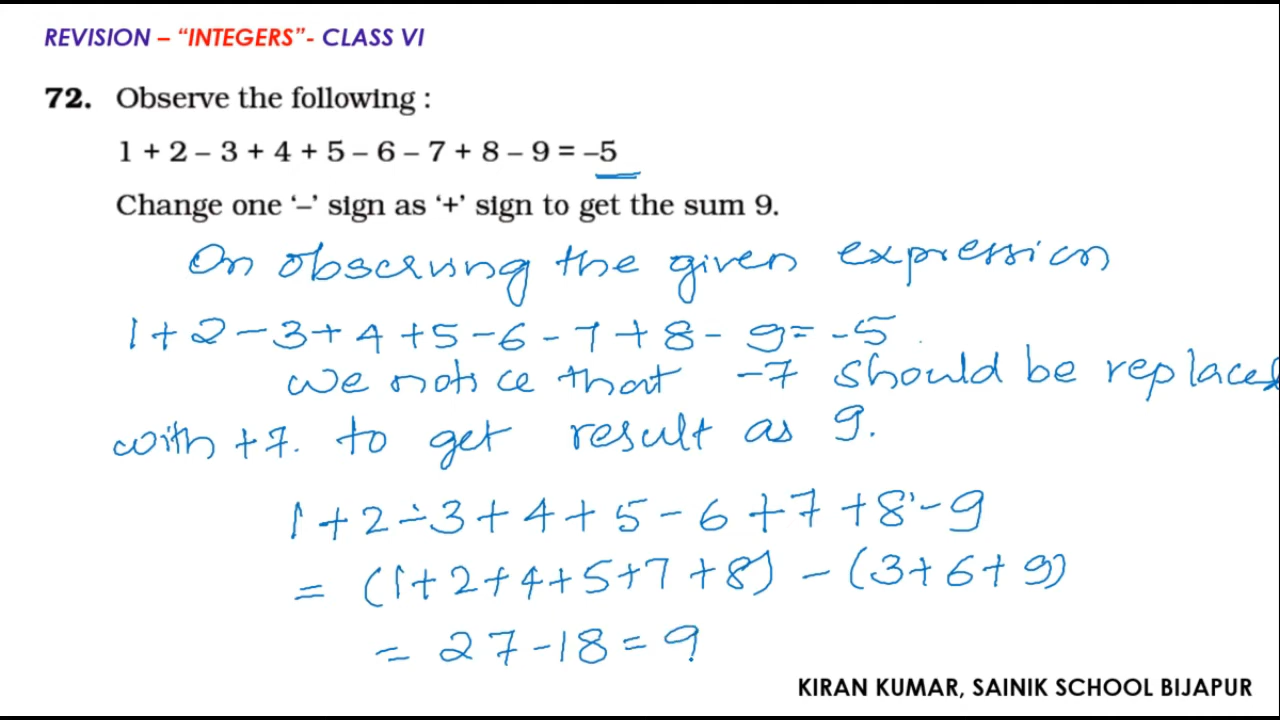 REVISION – “INTEGERS”- CLASS VI
72. Observe the following :
1 + 2 – 3 + 4 + 5 – 6 – 7 + 8 – 9 = –5
Change one ‘–’ sign as ‘+’ sign to get the sum 9.
On observing the given expression
1 + 2 - 3 + 4 + 5 - 6 - 7 + 8 - 9 = -5
we notice that -7 should be replaced
with +7. to get result as 9.
1 + 2 - 3 + 4 + 5 - 6 + 7 + 8 - 9
= (1+2+4+5+7+8) - (3+6+9)
= 27-18 = 9
KIRAN KUMAR, SAINIK SCHOOL BIJAPUR